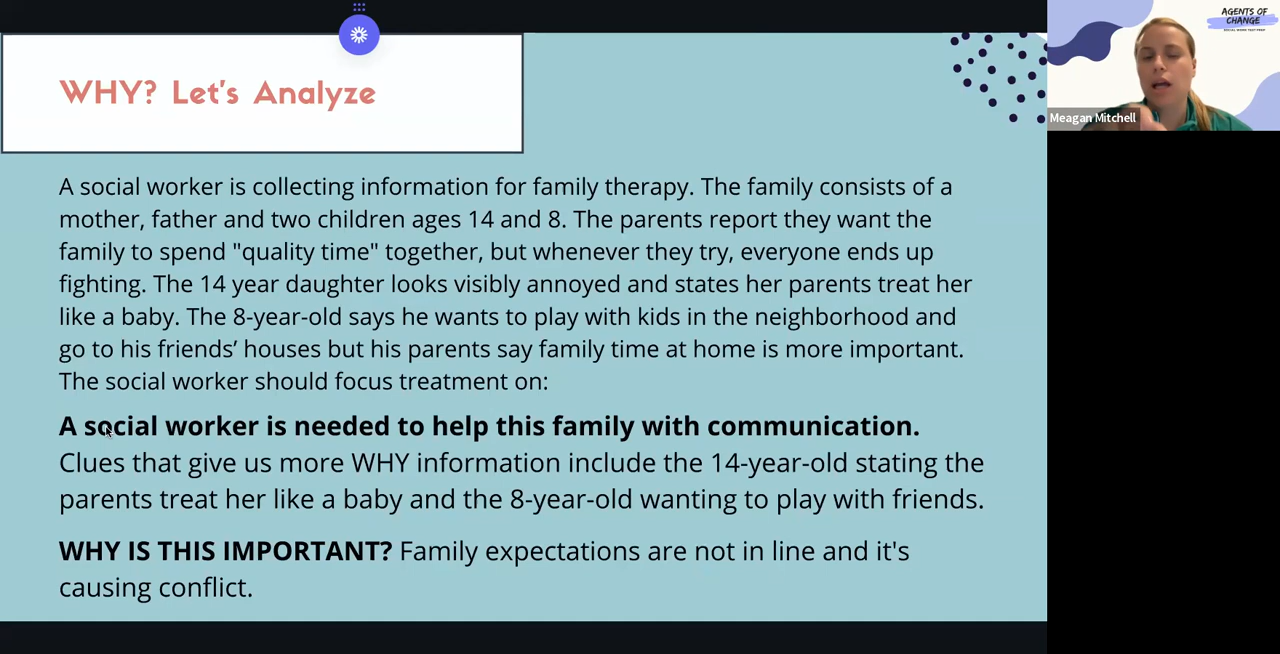 WHY? Let's Analyze
A social worker is collecting information for family therapy. The family consists of a
mother, father and two children ages 14 and 8. The parents report they want the
family to spend "quality time" together, but whenever they try, everyone ends up
fighting. The 14 year daughter looks visibly annoyed and states her parents treat her
like a baby. The 8-year-old says he wants to play with kids in the neighborhood and
go to his friends’ houses but his parents say family time at home is more important.
The social worker should focus treatment on:
A social worker is needed to help this family with communication.
Clues that give us more WHY information include the 14-year-old stating the
parents treat her like a baby and the 8-year-old wanting to play with friends.
WHY IS THIS IMPORTANT? Family expectations are not in line and it's
causing conflict.
AGENTS OF
CHANGE
SOCIAL WORK TEST PREP
Meagan Mitchell